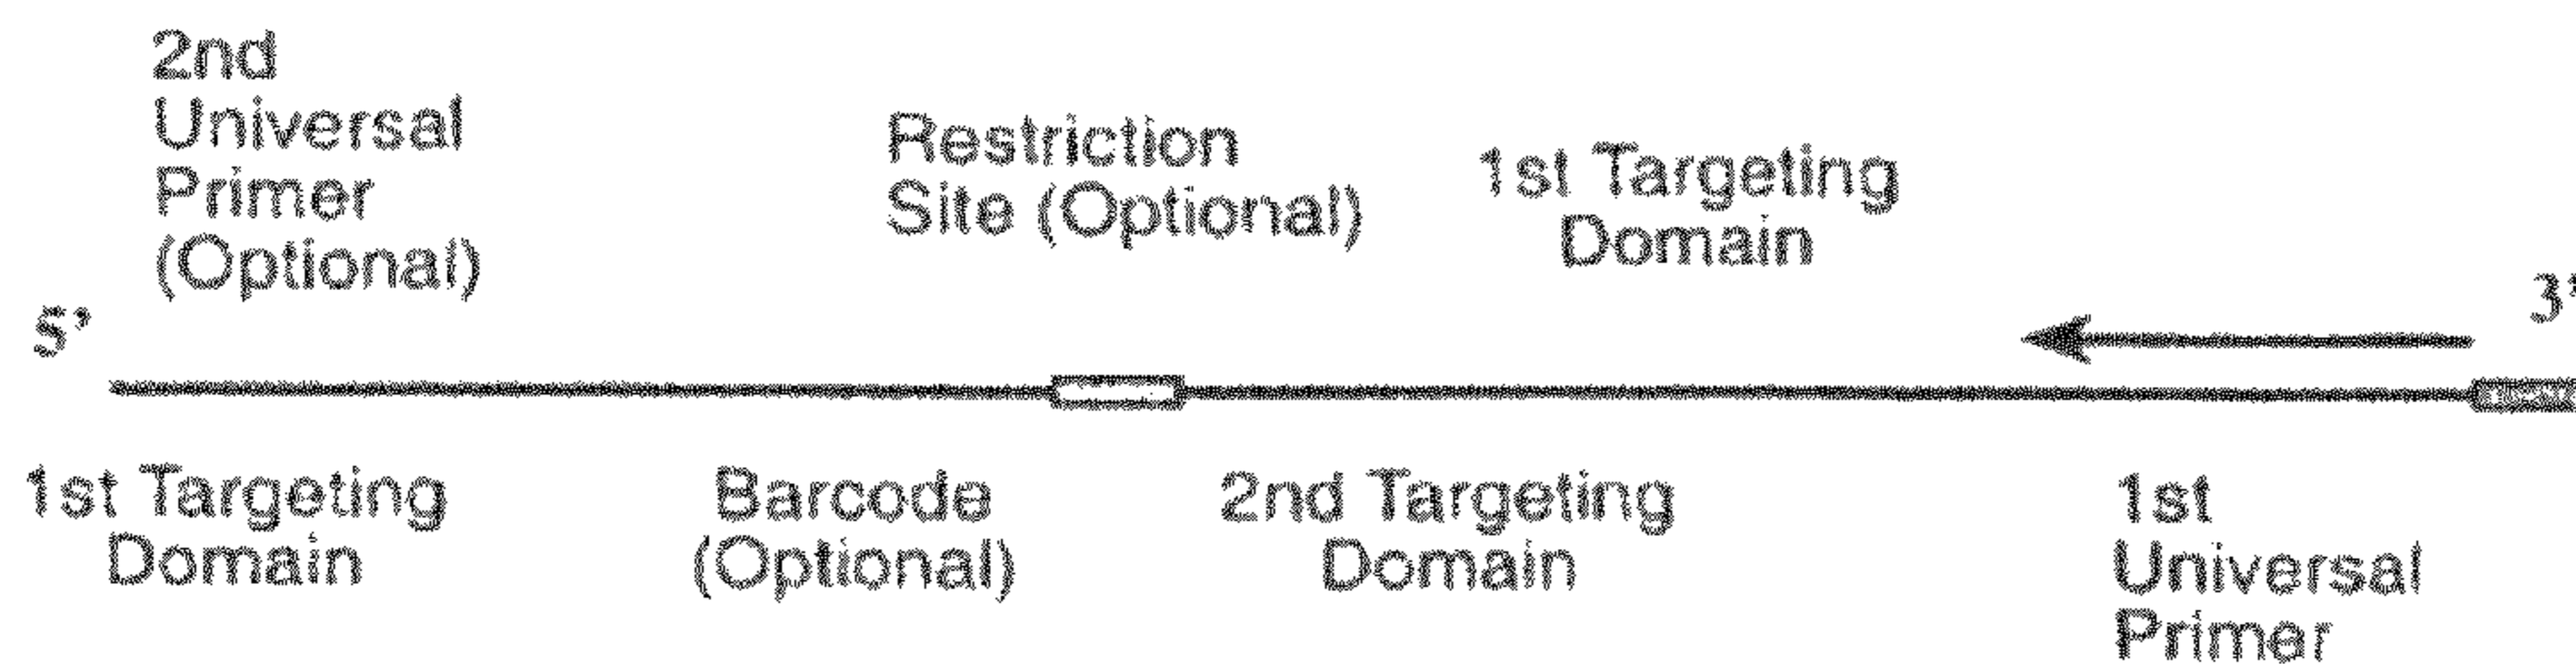 2nd
Universal
Primer
(Optional)
Restriction
Site (Optional)
1st Targeting
Domain
5'
3'
1st Targeting
Domain
Barcode
(Optional)
2nd Targeting
Domain
1st
Universal
Primer